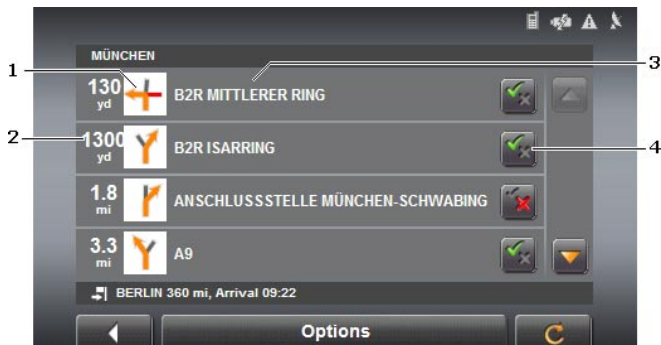 MÜNCHEN
1
3
130
yd
B2R MITTLERER RING
2
1300
yd
B2R ISARRING
4
1.8
mi
ANSCHLUSSSTELLE MÜNCHEN-SCHWABING
3.3
mi
A9
BERLIN 360 mi, Arrival 09:22
Options